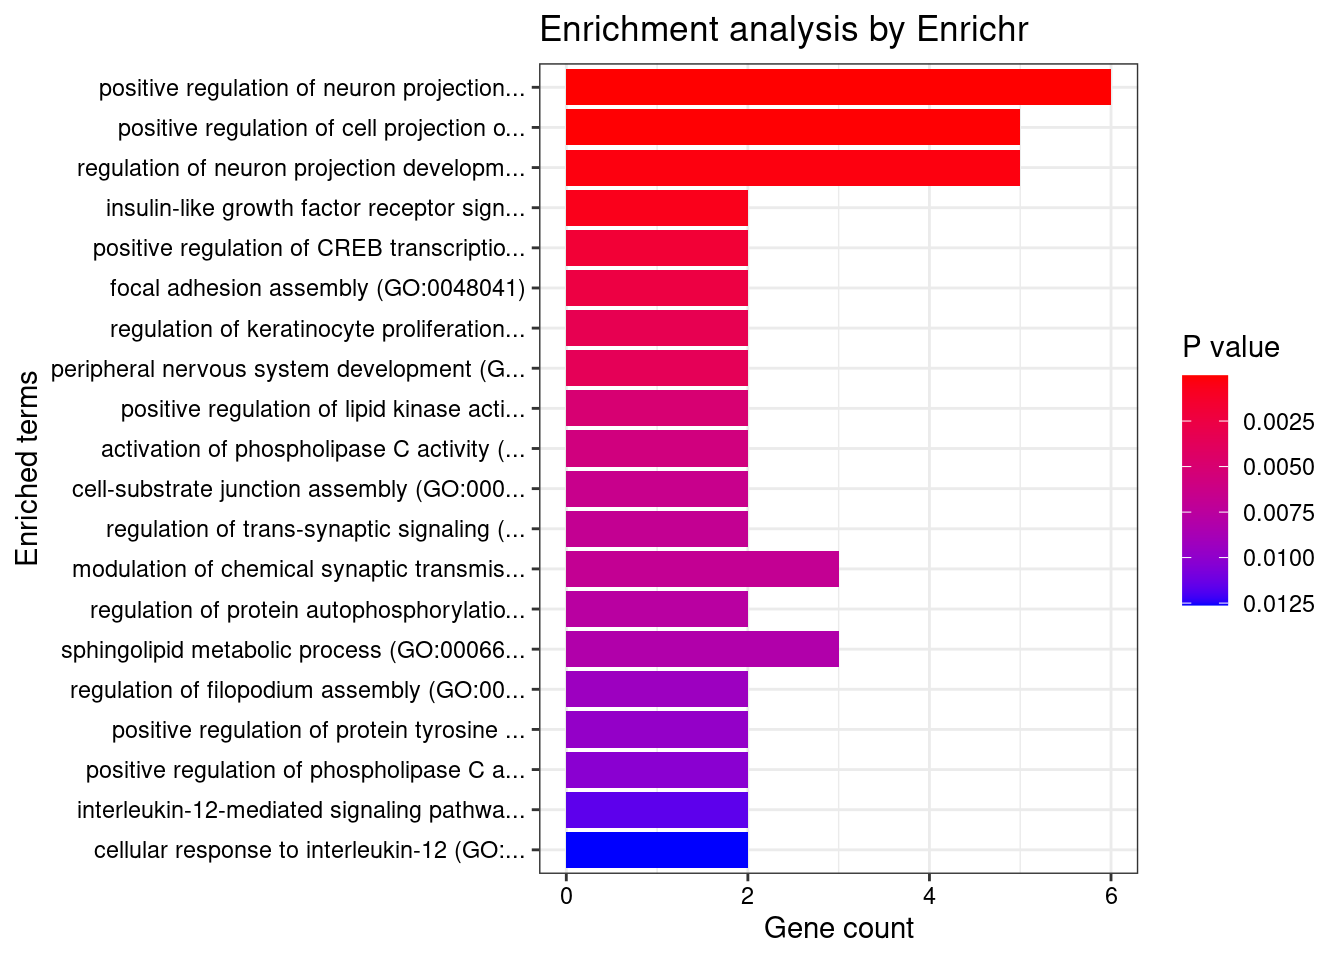 Enrichment analysis by Enrichr
positive regulation of neuron projection...
positive regulation of cell projection o...
regulation of neuron projection developm...
insulin-like growth factor receptor sign...
positive regulation of CREB transcriptio...
focal adhesion assembly (GO:0048041)
regulation of keratinocyte proliferation...
peripheral nervous system development (G...
positive regulation of lipid kinase acti...
activation of phospholipase C activity (...
cell-substrate junction assembly (GO:000...
regulation of trans-synaptic signaling (...
modulation of chemical synaptic transmis...
regulation of protein autophosphorylatio...
sphingolipid metabolic process (GO:00066...
regulation of filopodium assembly (GO:00...
positive regulation of protein tyrosine ...
positive regulation of phospholipase C a...
interleukin-12-mediated signaling pathwa...
cellular response to interleukin-12 (GO:...
Enriched terms
0 2 4 6
Gene count
P value
0.0025
0.0050
0.0075
0.0100
0.0125